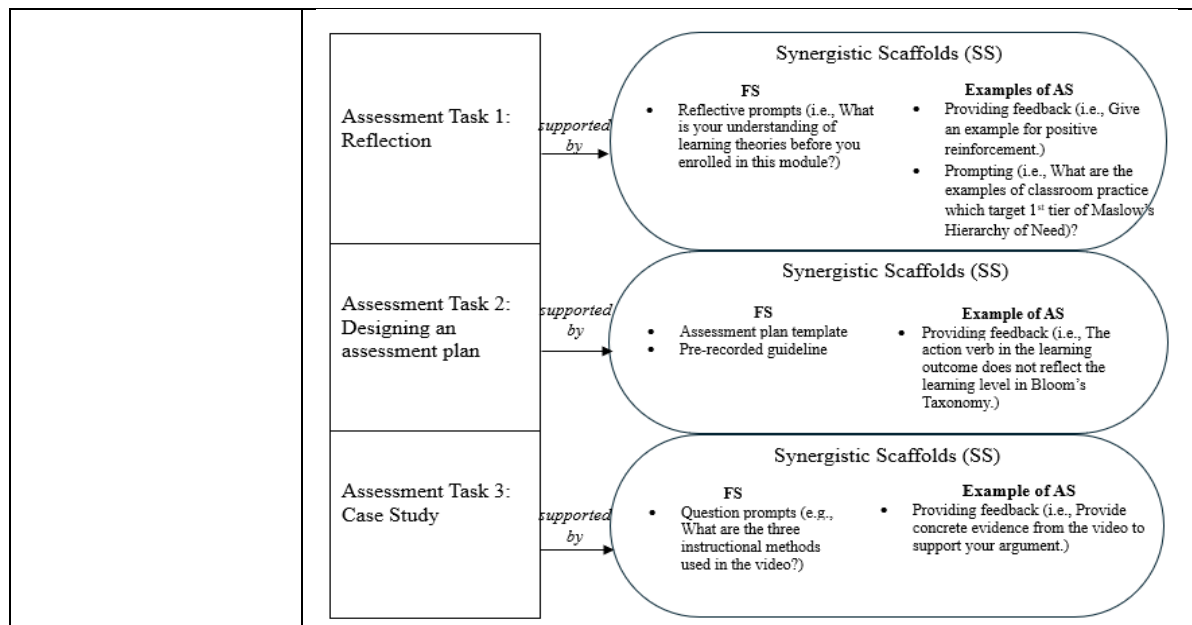 Assessment Task 1:
Reflection
supported
by
Synergistic Scaffolds (SS)
FS
• Reflective prompts (i.e., What
is your understanding of
learning theories before you
enrolled in this module?)
Examples of AS
• Providing feedback (i.e., Give
an example for positive
reinforcement.)
• Prompting (i.e., What are the
examples of classroom practice
which target 1st tier of Maslow's
Hierarchy of Need)?
Assessment Task 2:
Designing an
assessment plan
supported
by
Synergistic Scaffolds (SS)
FS
• Assessment plan template
• Pre-recorded guideline
Example of AS
• Providing feedback (i.e., The
action verb in the learning
outcome does not reflect the
learning level in Bloom's
Taxonomy.)
Assessment Task 3:
Case Study
supported
by
Synergistic Scaffolds (SS)
FS
• Question prompts (e.g.,
What are the three
instructional methods
used in the video?)
Example of AS
• Providing feedback (i.e., Provide
concrete evidence from the video to
support your argument.)